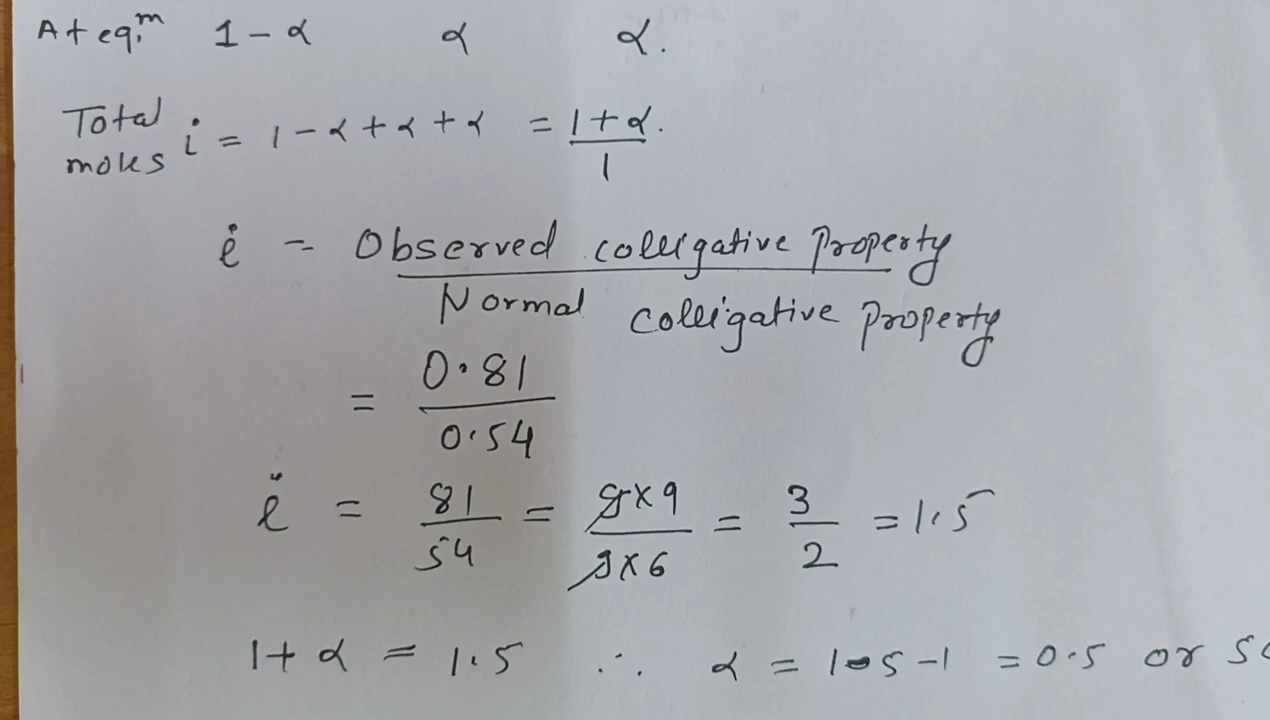 At eq.m 1 - α α α.
Total moles i = 1 - α + α + α = 1 + α. / 1
i = Observed colligative Property
Normal colligative Property
= 0.81 / 0.54
i = 81 / 54 = 9 x 9 / 9 x 6 = 3 / 2 = 1.5
1 + α = 1.5 ∴ α = 1.5 - 1 = 0.5 or